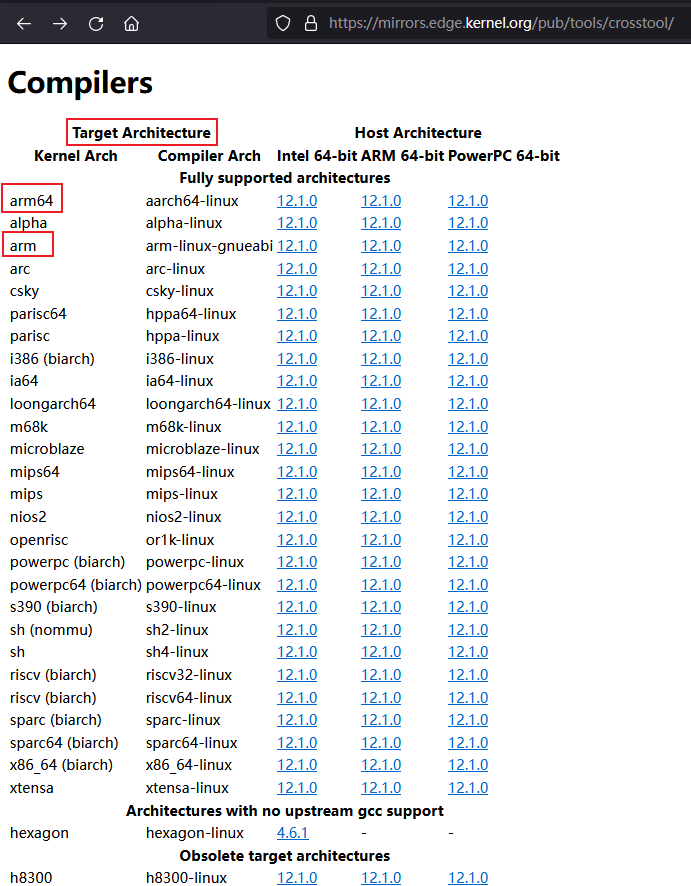 https://mirrors.edge.kernel.org/pub/tools/crosstool/
Compilers
Target Architecture Host Architecture
Kernel Arch Compiler Arch Intel 64-bit ARM 64-bit PowerPC 64-bit
Fully supported architectures
arm64 aarch64-linux 12.1.0 12.1.0 12.1.0
alpha alpha-linux 12.1.0 12.1.0 12.1.0
arm arm-linux-gnueabi 12.1.0 12.1.0 12.1.0
arc arc-linux 12.1.0 12.1.0 12.1.0
csky csky-linux 12.1.0 12.1.0 12.1.0
parisc64 hppa64-linux 12.1.0 12.1.0 12.1.0
parisc hppa-linux 12.1.0 12.1.0 12.1.0
i386 (biarch) i386-linux 12.1.0 12.1.0 12.1.0
ia64 ia64-linux 12.1.0 12.1.0 12.1.0
loongarch64 loongarch64-linux 12.1.0 12.1.0 12.1.0
m68k m68k-linux 12.1.0 12.1.0 12.1.0
microblaze microblaze-linux 12.1.0 12.1.0 12.1.0
mips64 mips64-linux 12.1.0 12.1.0 12.1.0
mips mips-linux 12.1.0 12.1.0 12.1.0
nios2 nios2-linux 12.1.0 12.1.0 12.1.0
openrisc or1k-linux 12.1.0 12.1.0 12.1.0
powerpc (biarch) powerpc-linux 12.1.0 12.1.0 12.1.0
powerpc64 (biarch) powerpc64-linux 12.1.0 12.1.0 12.1.0
s390 (biarch) s390-linux 12.1.0 12.1.0 12.1.0
sh (nommu) sh2-linux 12.1.0 12.1.0 12.1.0
sh sh4-linux 12.1.0 12.1.0 12.1.0
riscv (biarch) riscv32-linux 12.1.0 12.1.0 12.1.0
riscv (biarch) riscv64-linux 12.1.0 12.1.0 12.1.0
sparc (biarch) sparc-linux 12.1.0 12.1.0 12.1.0
sparc64 (biarch) sparc64-linux 12.1.0 12.1.0 12.1.0
x86_64 (biarch) x86_64-linux 12.1.0 12.1.0 12.1.0
xtensa xtensa-linux 12.1.0 12.1.0 12.1.0
Architectures with no upstream gcc support
hexagon hexagon-linux 4.6.1 - -
Obsolete target architectures
h8300 h8300-linux 12.1.0 12.1.0 12.1.0